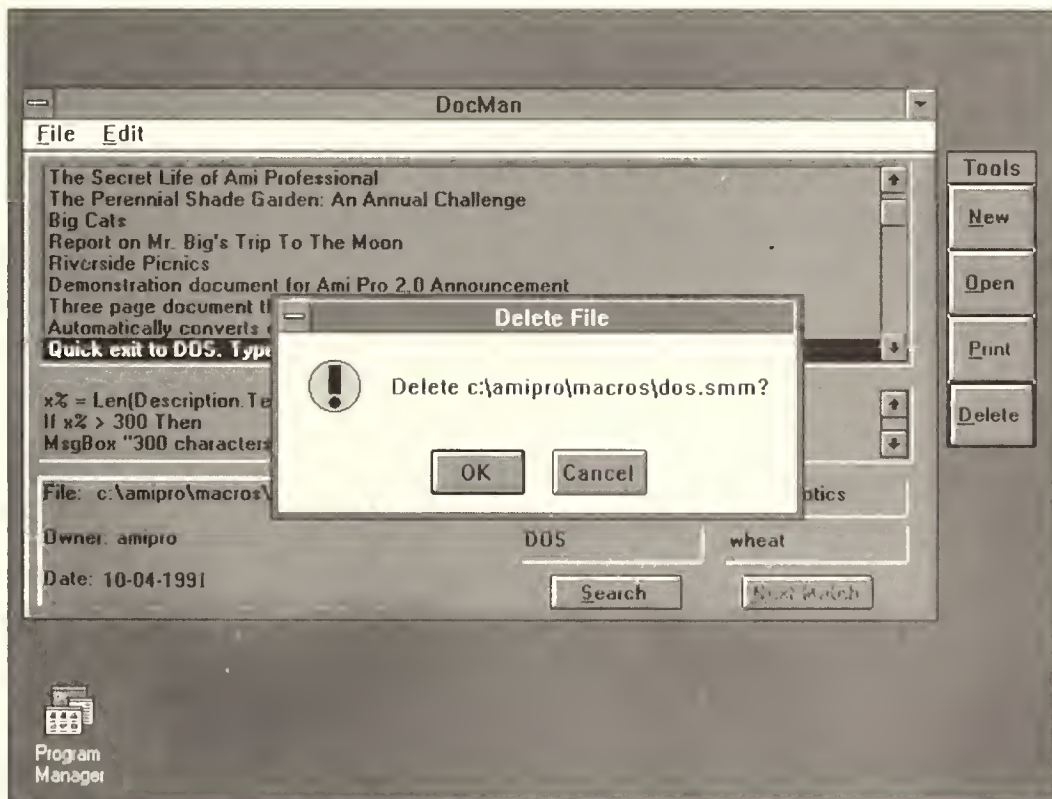 DocMan
File Edit
The Secret Life of Ami Professional
The Perennial Shade Garden: An Annual Challenge
Big Cats
Report on Mr. Big's Trip To The Moon
Riverside Picnics
Demonstration document for Ami Pro 2.0 Announcement
Three page document
Automatically converts
Quick exit to DOS. Type
Delete File
Delete c:\amipro\macros\dos.smm?
OK Cancel
x% = Len(Description.Te
If x% > 300 Then
MsgBox "300 characters
File: c:\amipro\macros\
Owner: amipro
DOS
wheat
Date: 10-04-1991
Search
Next Match
Tools
New
Open
Print
Delete
Program
Manager